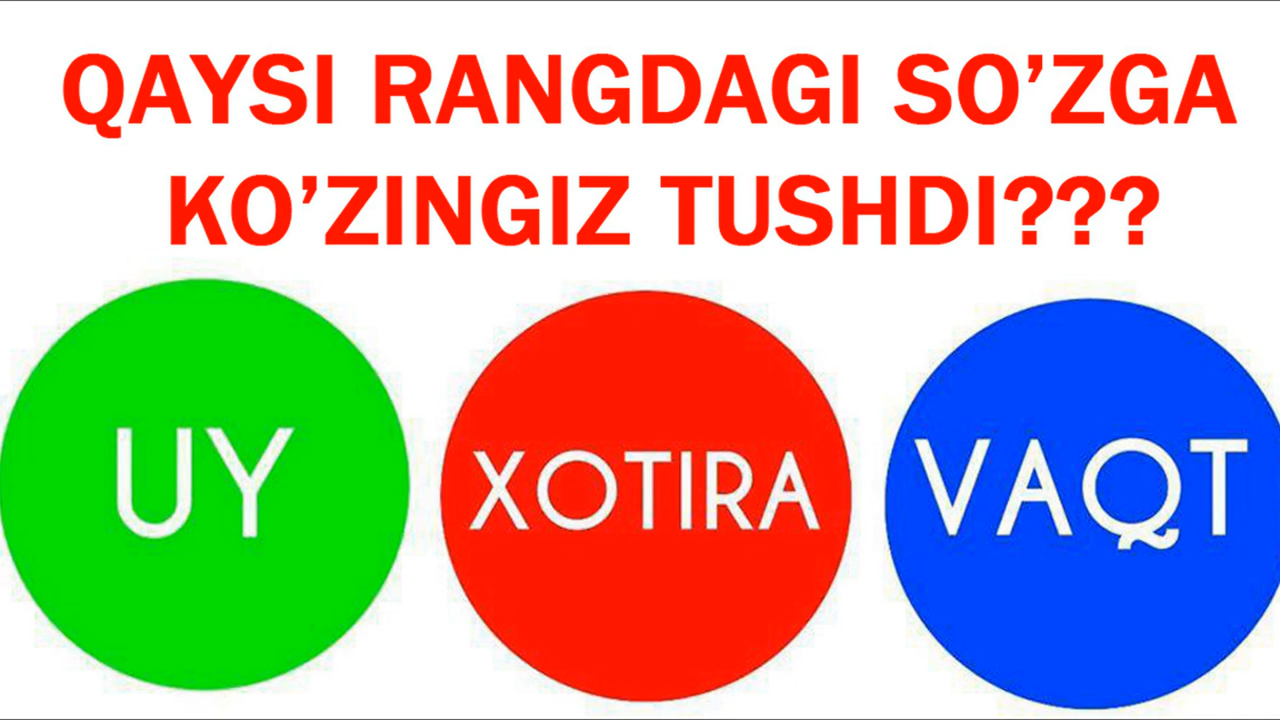 QAYSI RANGDAGI SO’ZGA
KO’ZINGIZ TUSHDI???
UY
XOTIRA
VAQT